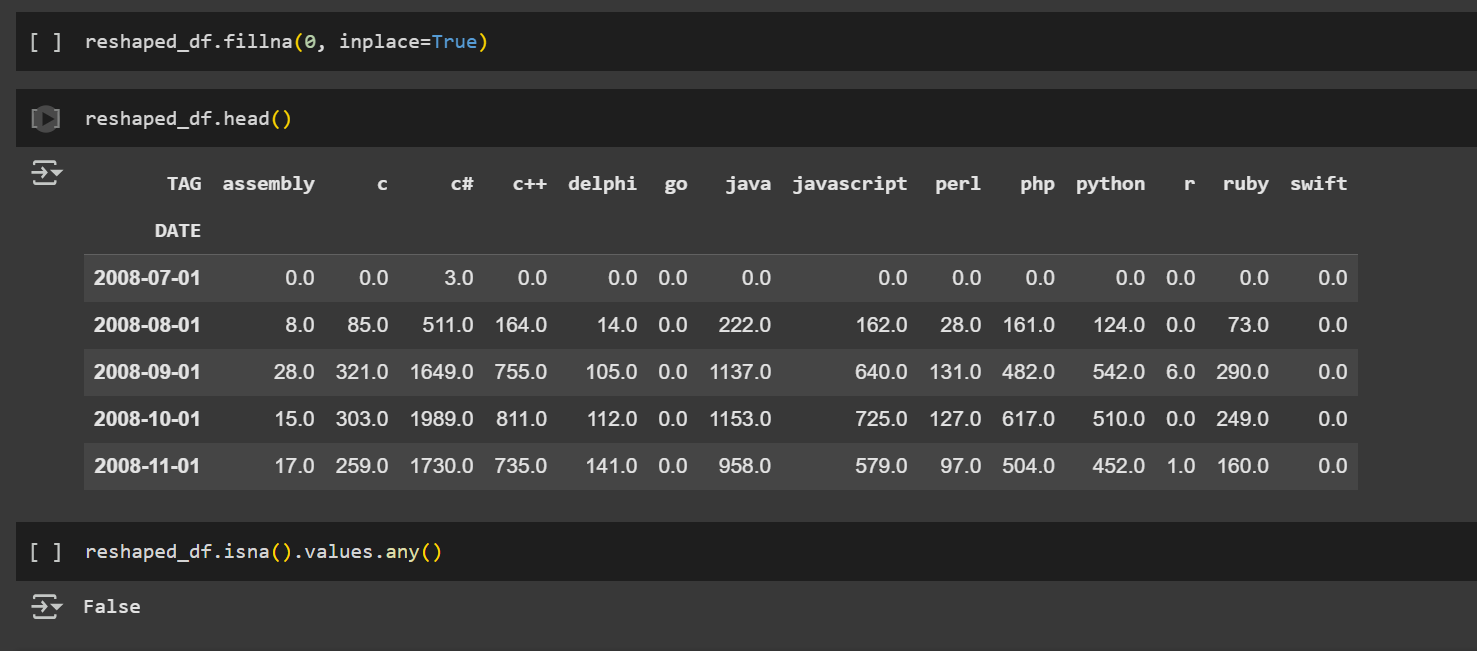 [ ] reshaped_df.fillna(0, inplace=True)
reshaped_df.head()
TAG assembly c c# c++ delphi go java javascript perl php python r ruby swift
DATE
2008-07-01 0.0 0.0 3.0 0.0 0.0 0.0 0.0 0.0 0.0 0.0 0.0 0.0 0.0 0.0
2008-08-01 8.0 85.0 511.0 164.0 14.0 0.0 222.0 162.0 28.0 161.0 124.0 0.0 73.0 0.0
2008-09-01 28.0 321.0 1649.0 755.0 105.0 0.0 1137.0 640.0 131.0 482.0 542.0 6.0 290.0 0.0
2008-10-01 15.0 303.0 1989.0 811.0 112.0 0.0 1153.0 725.0 127.0 617.0 510.0 0.0 249.0 0.0
2008-11-01 17.0 259.0 1730.0 735.0 141.0 0.0 958.0 579.0 97.0 504.0 452.0 1.0 160.0 0.0
[ ] reshaped_df.isna().values.any()
False